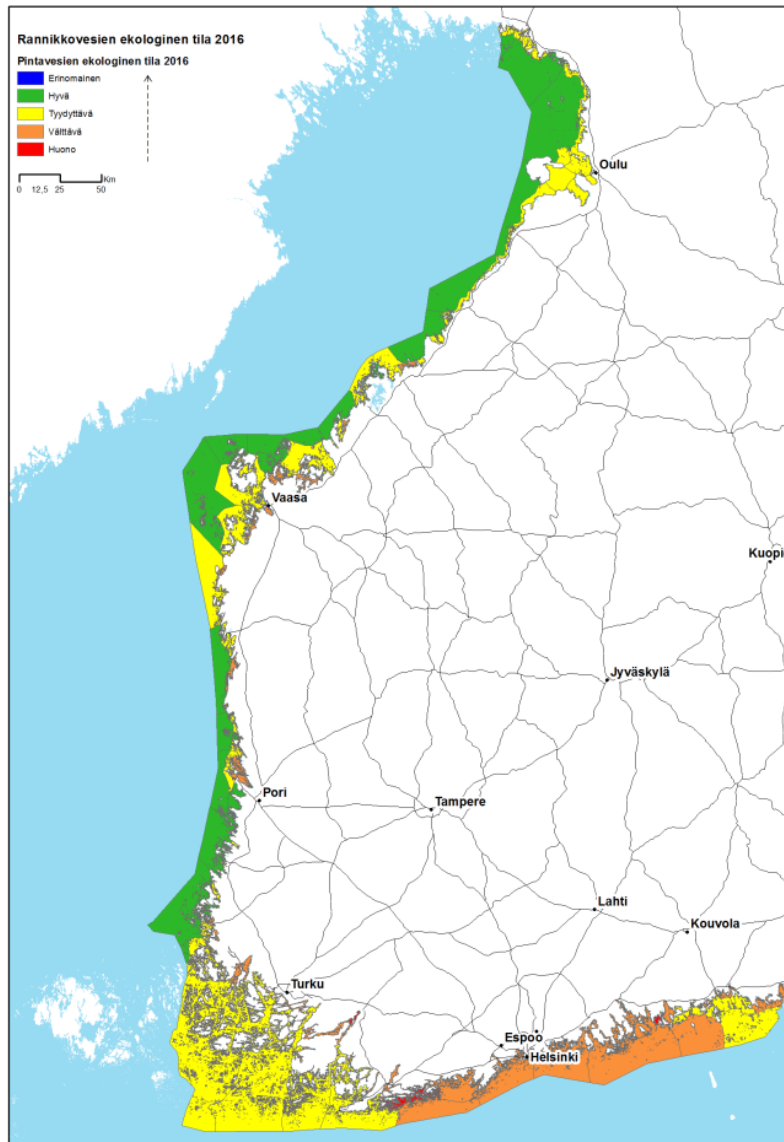 Rannikkovesien ekologinen tila 2016
Pintavesien ekologinen tila 2016
Erinomainen
Hyvä
Tyydyttävä
Välttävä
Huono
Km
0 12,5 25 50
Oulu
Vaasa
Kuopi
Jyväskylä
Pori
Tampere
Lahti
Kouvola
Turku
Espoo
Helsinki